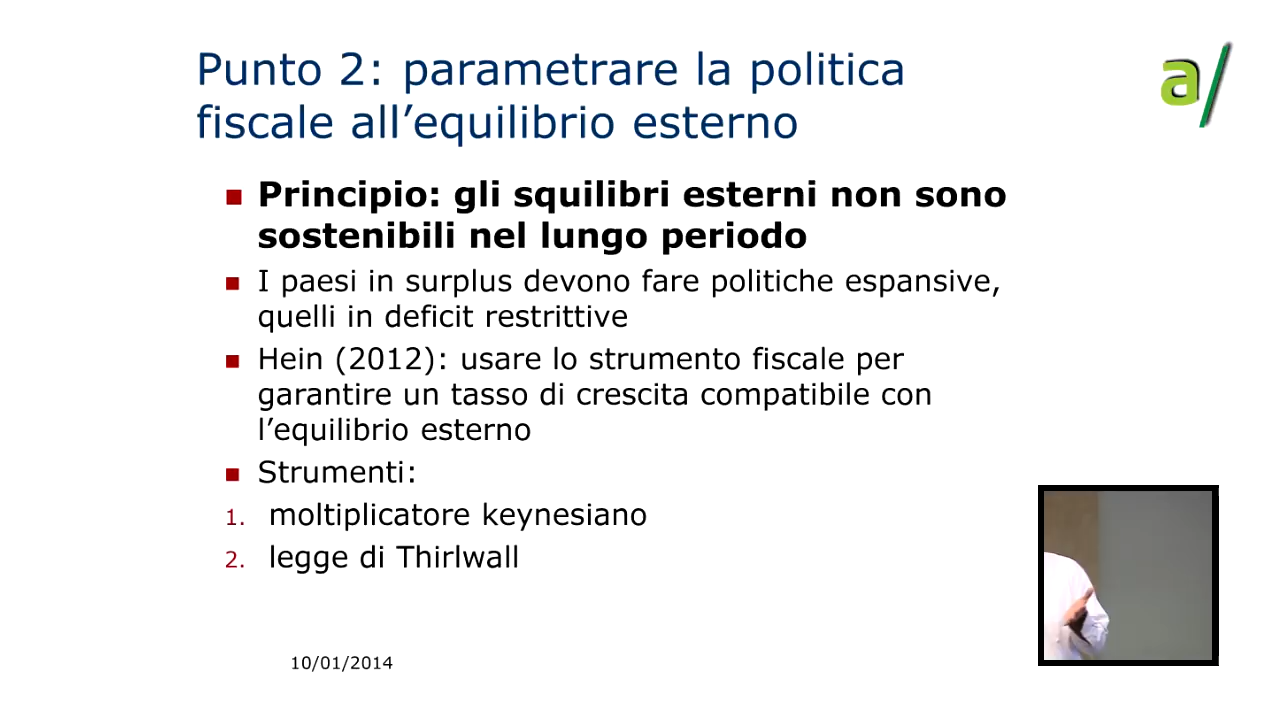 Punto 2: parametrare la politica
fiscale all’equilibrio esterno
a/
Principio: gli squilibri esterni non sono
sostenibili nel lungo periodo
I paesi in surplus devono fare politiche espansive,
quelli in deficit restrittive
Hein (2012): usare lo strumento fiscale per
garantire un tasso di crescita compatibile con
l’equilibrio esterno
Strumenti:
1. moltiplicatore keynesiano
2. legge di Thirlwall
10/01/2014